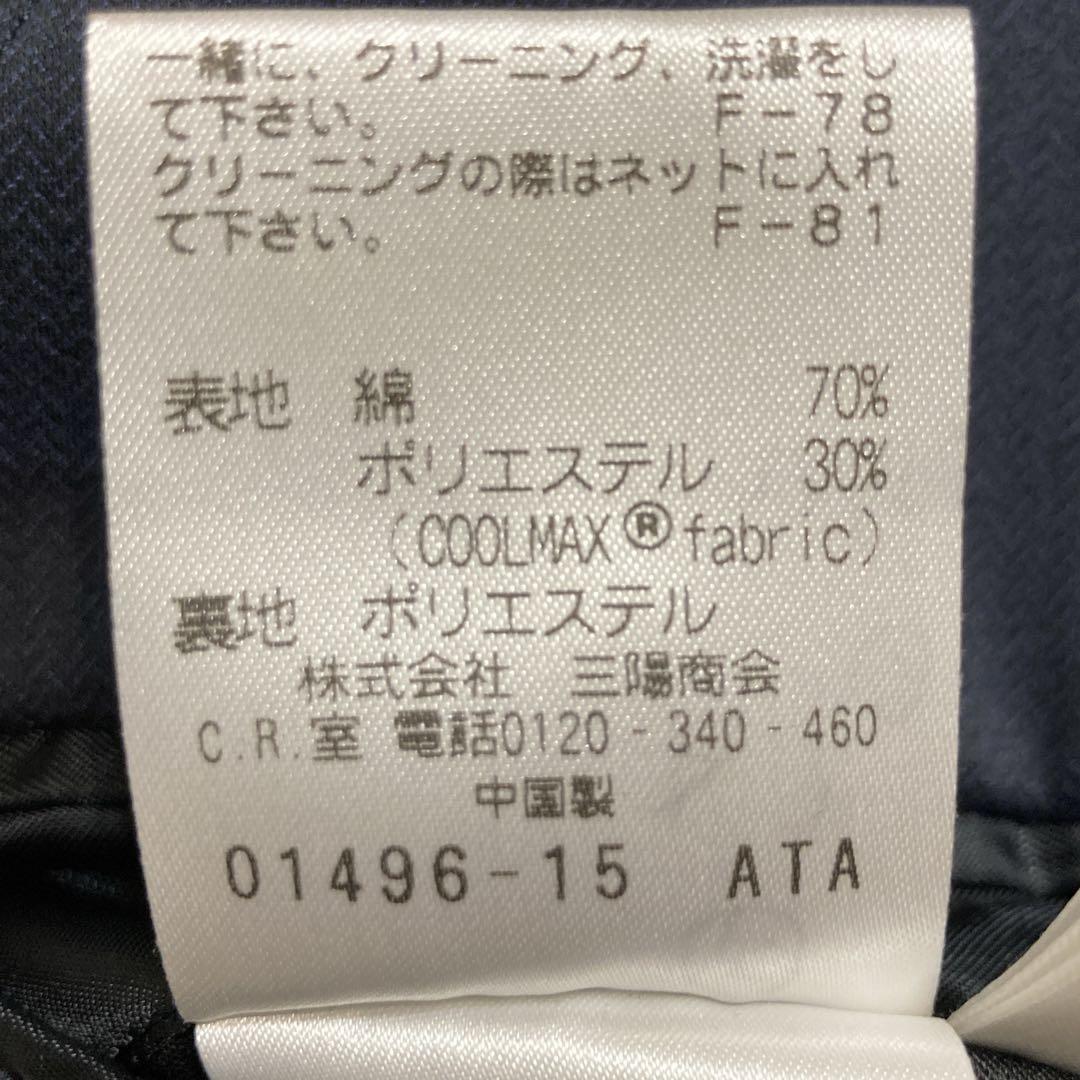 一緒に、クリーニング、洗濯をし
て下さい。 F-78
クリーニングの際はネットに入れ
て下さい。 F-81
表地 綿 70%
ポリエステル 30%
(COOLMAX®fabric)
裏地 ポリエステル
株式会社 三陽商会
C.R.室 電話0120-340-460
中国製
01496-15 ATA